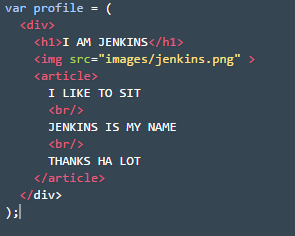 var profile = (
<div>
<h1>I AM JENKINS</h1>
<img src="images/jenkins.png" >
<article>
I LIKE TO SIT
<br/>
JENKINS IS MY NAME
<br/>
THANKS HA LOT
</article>
</div>
);